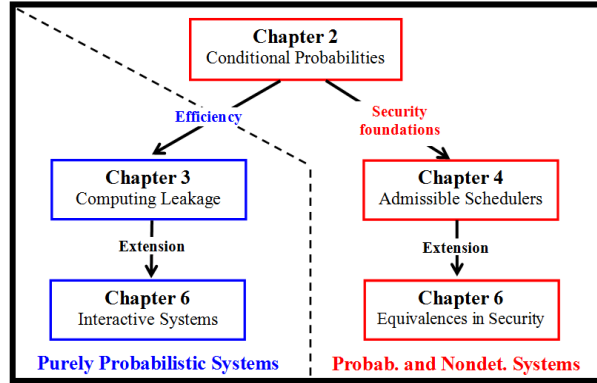 Chapter 2
Conditional Probabilities
Efficiency
Security
foundations
Chapter 3
Computing Leakage
Chapter 4
Admissible Schedulers
Extension
Extension
Chapter 6
Interactive Systems
Chapter 6
Equivalences in Security
Purely Probabilistic Systems
Probab. and Nondet. Systems